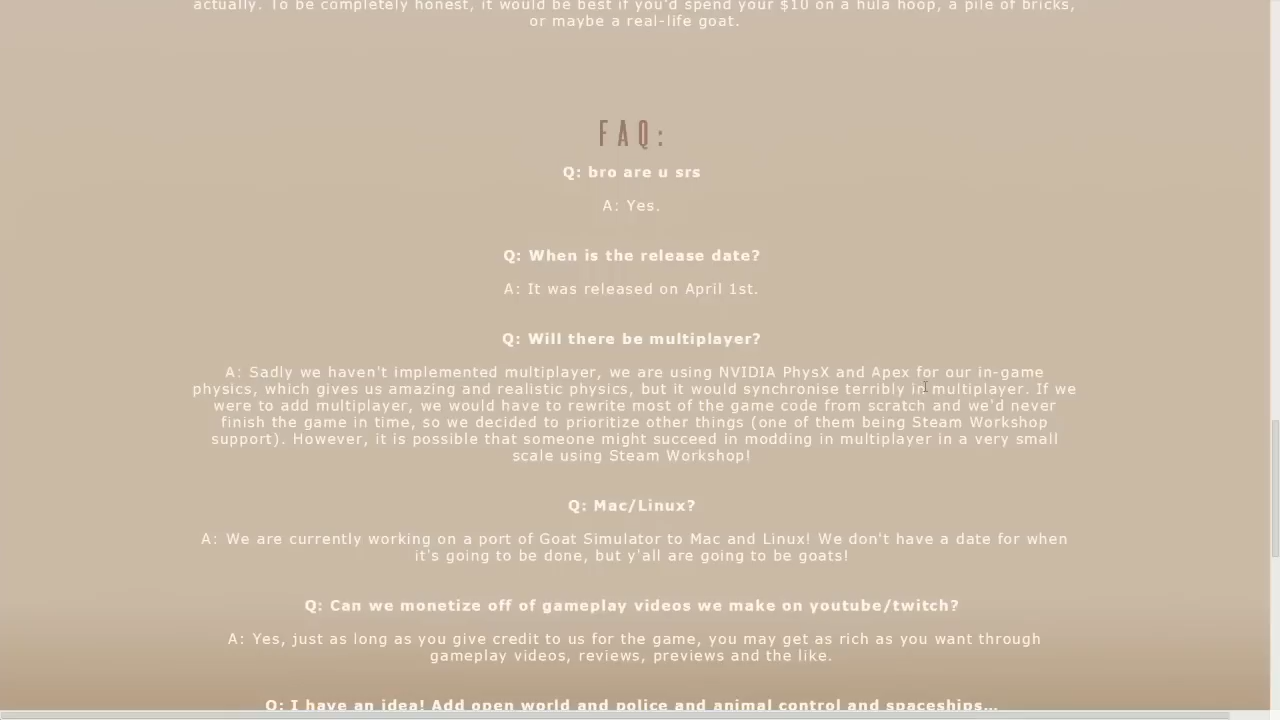 actually. To be completely honest, it would be best if you'd spend your $10 on a hula hoop, a pile of bricks,
or maybe a real-life goat.
FAQ:
Q: bro are u srs
A: Yes.
Q: When is the release date?
A: It was released on April 1st.
Q: Will there be multiplayer?
A: Sadly we haven't implemented multiplayer, we are using NVIDIA PhysX and Apex for our in-game
physics, which gives us amazing and realistic physics, but it would synchronise terribly in multiplayer. If we
were to add multiplayer, we would have to rewrite most of the game code from scratch and we'd never
finish the game in time, so we decided to prioritize other things (one of them being Steam Workshop
support). However, it is possible that someone might succeed in modding in multiplayer in a very small
scale using Steam Workshop!
Q: Mac/Linux?
A: We are currently working on a port of Goat Simulator to Mac and Linux! We don't have a date for when
it's going to be done, but y'all are going to be goats!
Q: Can we monetize off of gameplay videos we make on youtube/twitch?
A: Yes, just as long as you give credit to us for the game, you may get as rich as you want through
gameplay videos, reviews, previews and the like.
Q: I have an idea! Add open world and police and animal control and spaceships…